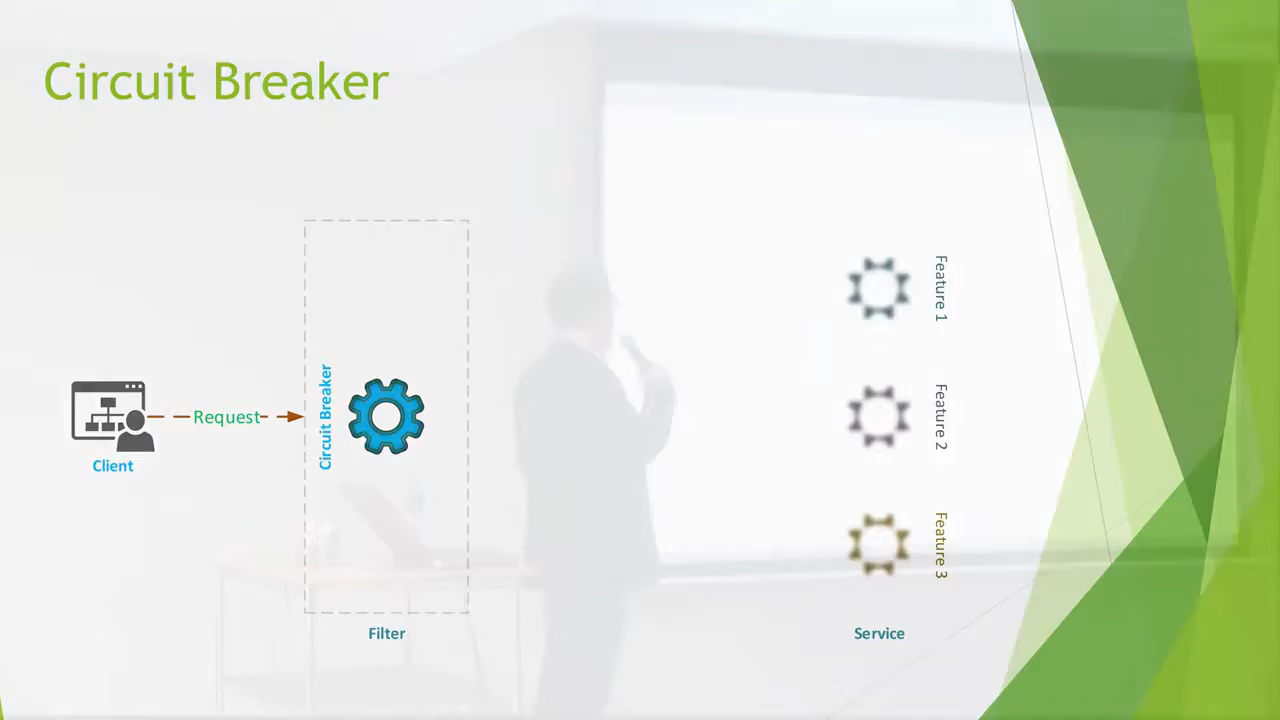 Circuit Breaker
Feature 1
Circuit Breaker
Request
Feature 2
Client
Feature 3
Filter
Service